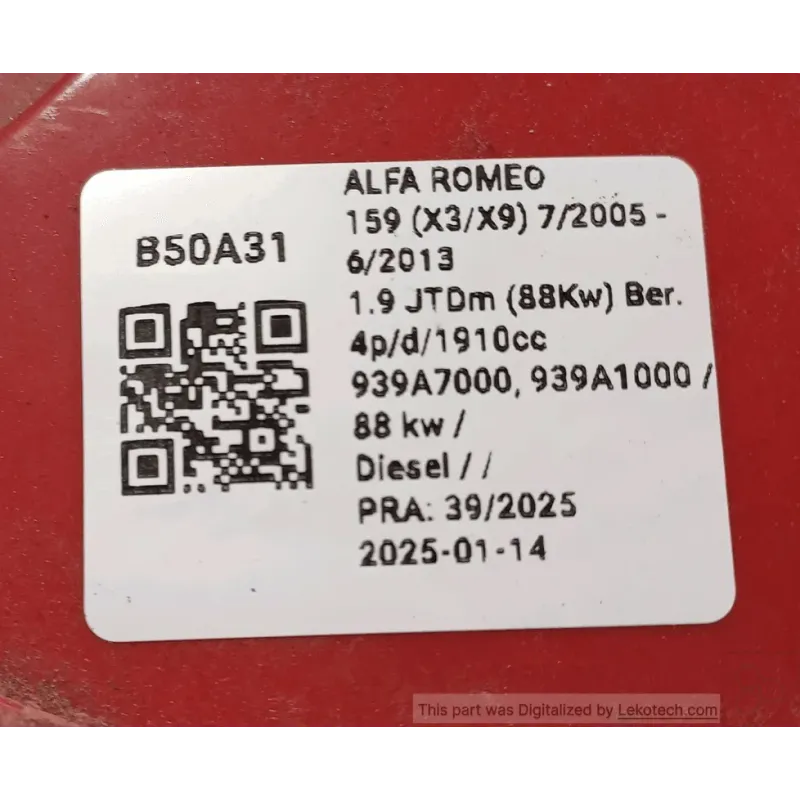 B50A31
ALFA ROMEO
159 (X3/X9) 7/2005 -
6/2013
1.9 JTDm (88Kw) Ber.
4p/d/1910cc
939A7000, 939A1000 /
88 kw /
Diesel / /
PRA: 39/2025
2025-01-14
This part was Digitalized by Lekotech.com